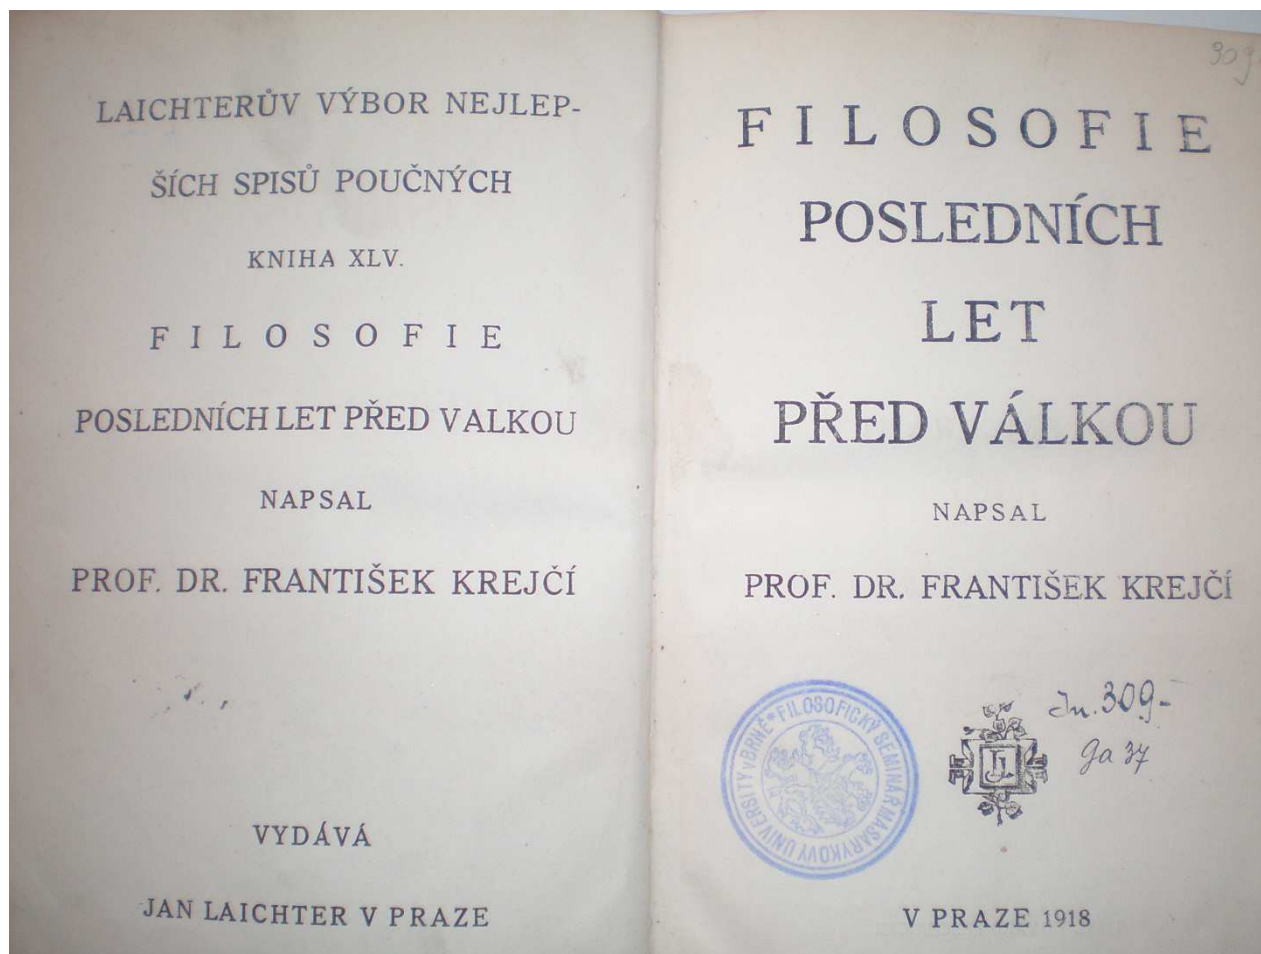 LAICHTERŮV VÝBOR NEJLEP-
ŠÍCH SPISŮ POUČNÝCH
KNIHA XLV.
FILOSOFIE
POSLEDNÍCH LET PŘED VALKOU
NAPSAL
PROF. DR. FRANTIŠEK KREJČÍ
VYDÁVÁ
JAN LAICHTER V PRAZE
309
FILOSOFIE
POSLEDNÍCH
LET
PŘED VÁLKOU
NAPSAL
PROF. DR. FRANTIŠEK KREJČÍ
FILOSOFICKÝ SEMINÁŘ MASARYKOVY UNIVERSITY V BRNĚ
JL
In. 309-
ga 37
V PRAZE 1918